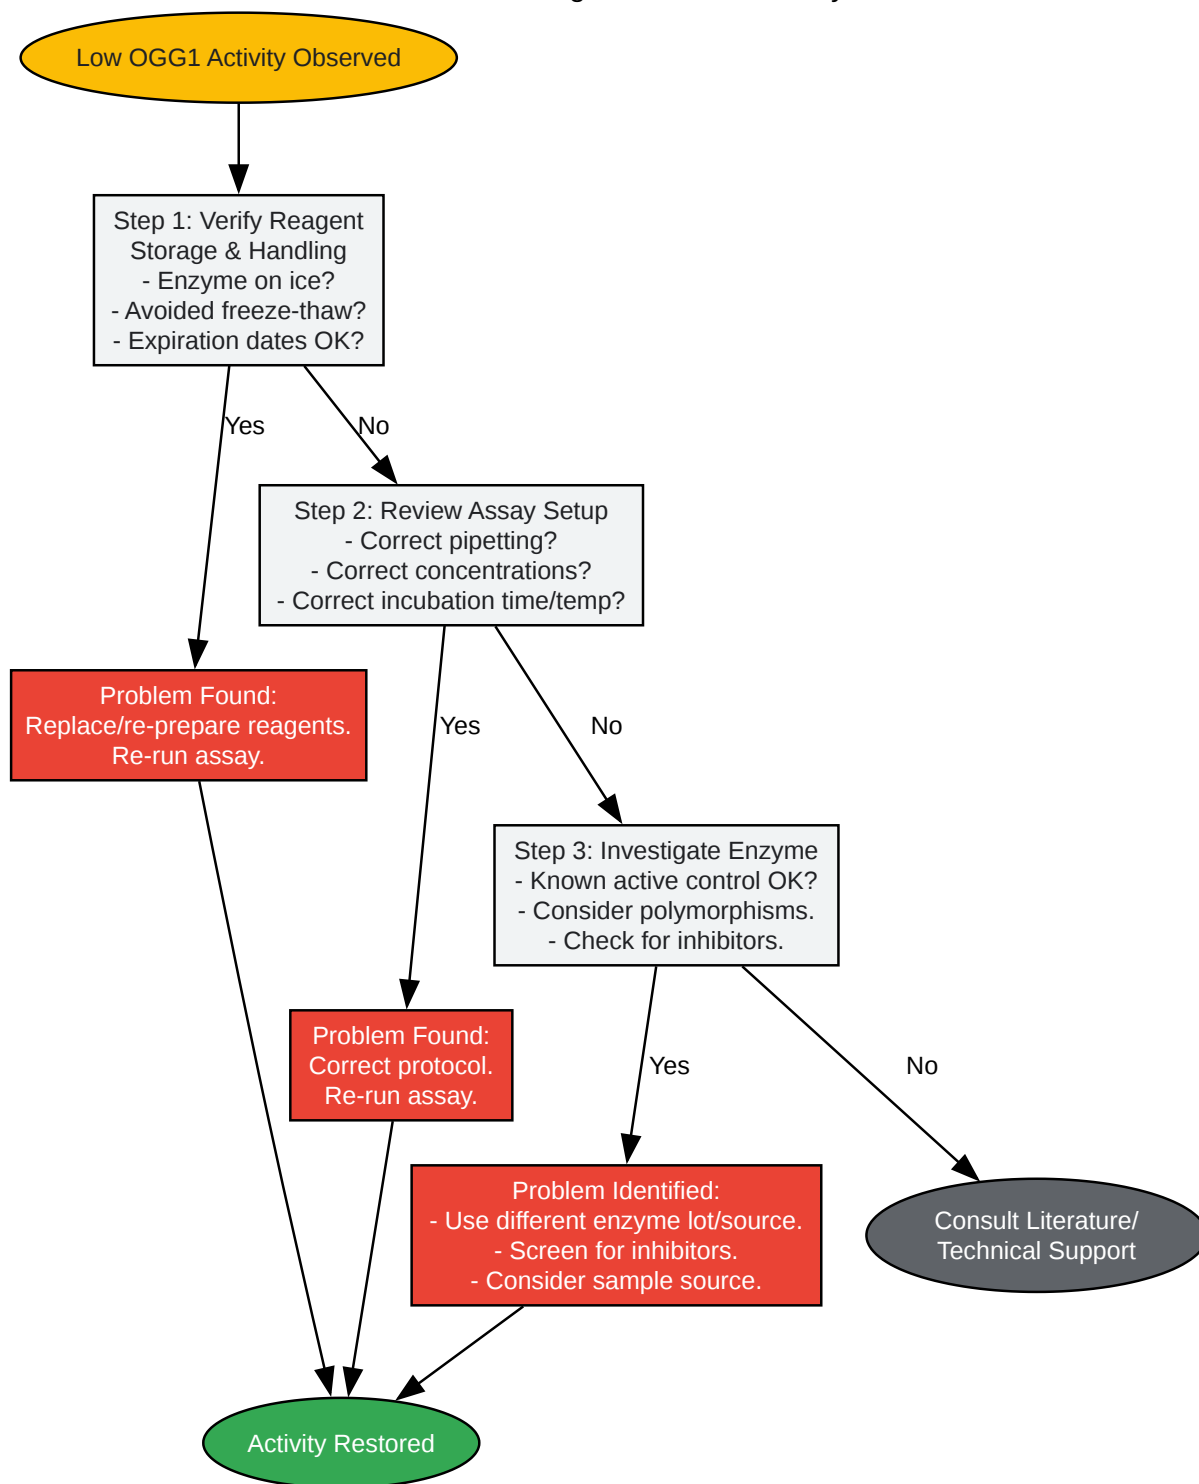 Low OGG1 Activity Observed
Step 1: Verify Reagent
Storage & Handling
- Enzyme on ice?
- Avoided freeze-thaw?
- Expiration dates OK?
Yes
No
Step 2: Review Assay Setup
- Correct pipetting?
- Correct concentrations?
- Correct incubation time/temp?
Problem Found:
Replace/re-prepare reagents.
Re-run assay.
Yes
No
Step 3: Investigate Enzyme
- Known active control OK?
- Consider polymorphisms.
- Check for inhibitors.
Problem Found:
Correct protocol.
Re-run assay.
Yes
No
Problem Identified:
- Use different enzyme lot/source.
- Screen for inhibitors.
- Consider sample source.
Consult Literature/
Technical Support
Activity Restored